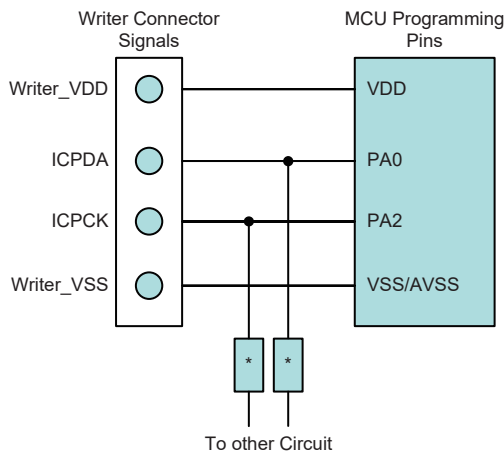 Writer Connector
Signals
MCU Programming
Pins
Writer_VDD
VDD
ICPDA
PA0
ICPCK
PA2
Writer_VSS
VSS/AVSS
*
*
To other Circuit